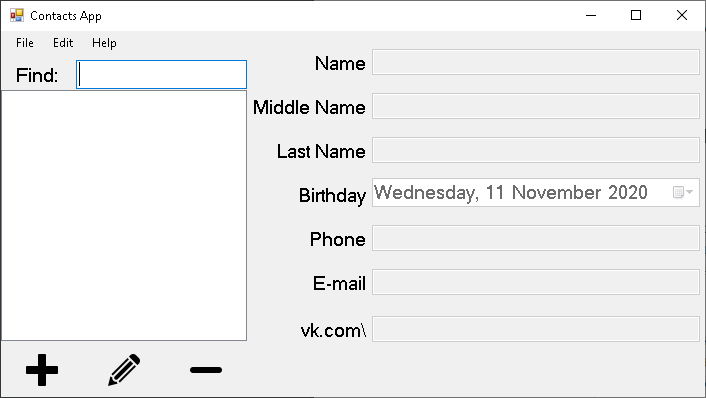 Contacts App
File Edit Help
Find:
Name
Middle Name
Last Name
Birthday Wednesday, 11 November 2020
Phone
E-mail
vk.com\